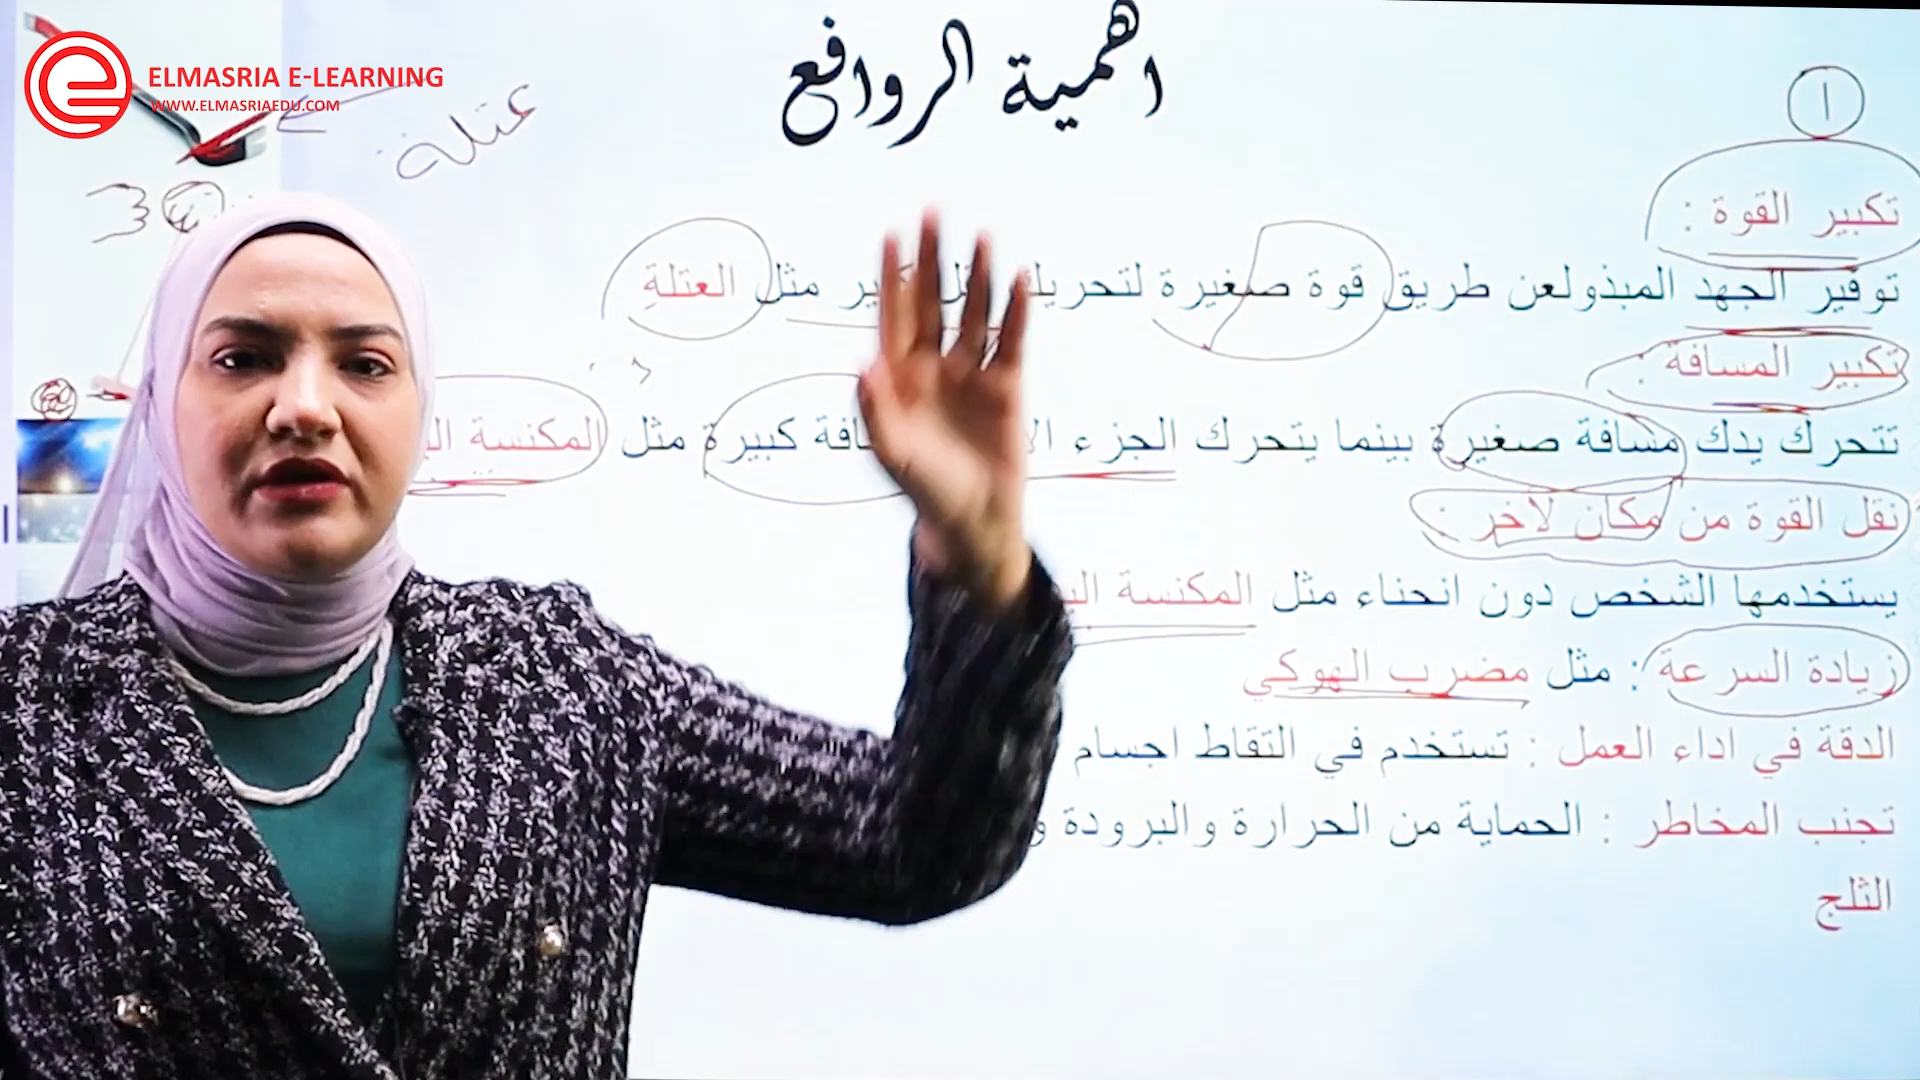 ELMASRIA E-LEARNING
WWW.ELMASRIAEDU.COM
عتلة
اهمية الروافع
١
تكبير القوة :
توفير الجهد المبذولعن طريق قوة صغيرة لتحريك مثل العتلةِ
تكبير المسافة :
تتحرك يدك مسافة صغيرة بينما يتحرك الجزء كبيرة مثل المكنسة
نقل القوة من مكان لآخر :
يستخدمها الشخص دون انحناء مثل المكنسة
زيادة السرعة : مثل مضرب الهوكي
الدقة في اداء العمل : تستخدم في التقاط اجسام
تجنب المخاطر : الحماية من الحرارة والبرودة و
الثلج